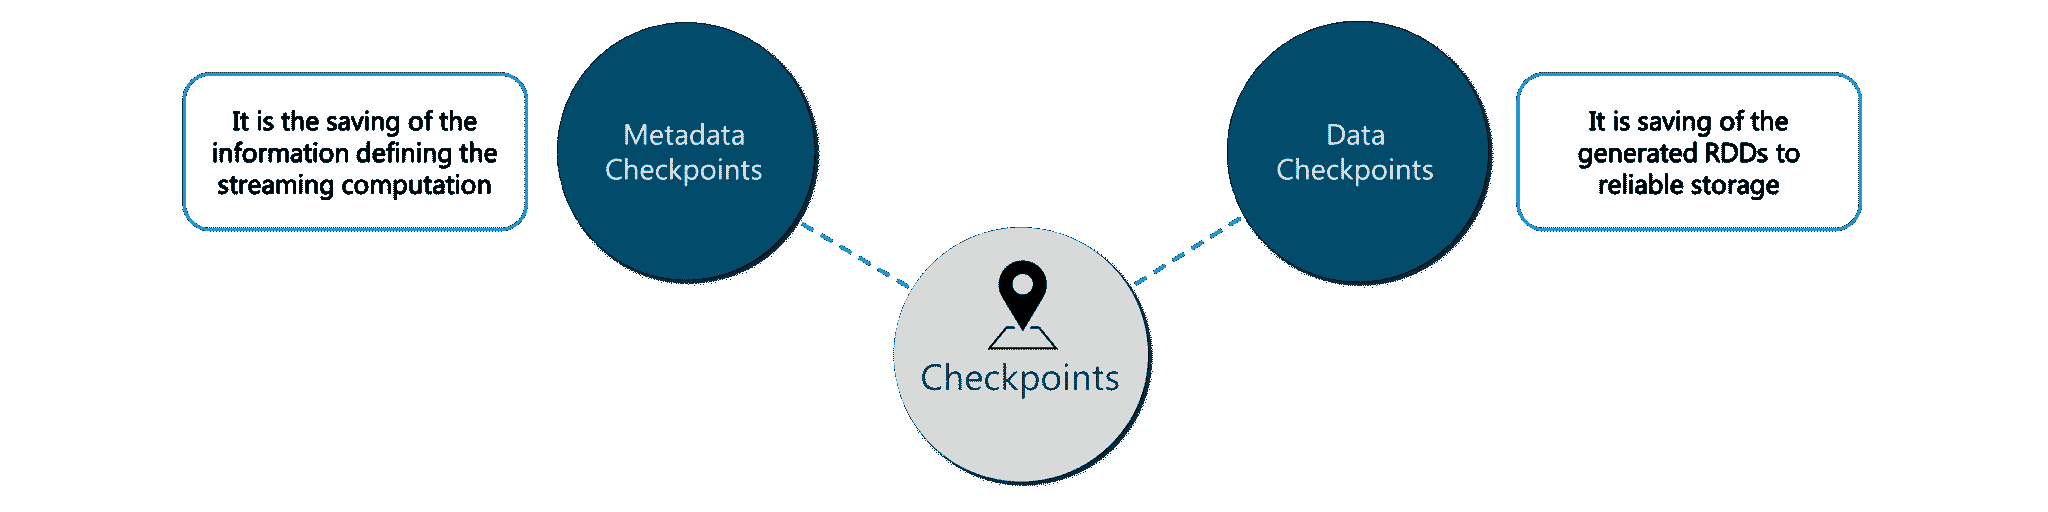 It is the saving of the
information defining the
streaming computation
Metadata
Checkpoints
Data
Checkpoints
It is saving of the
generated RDDs to
reliable storage
Checkpoints